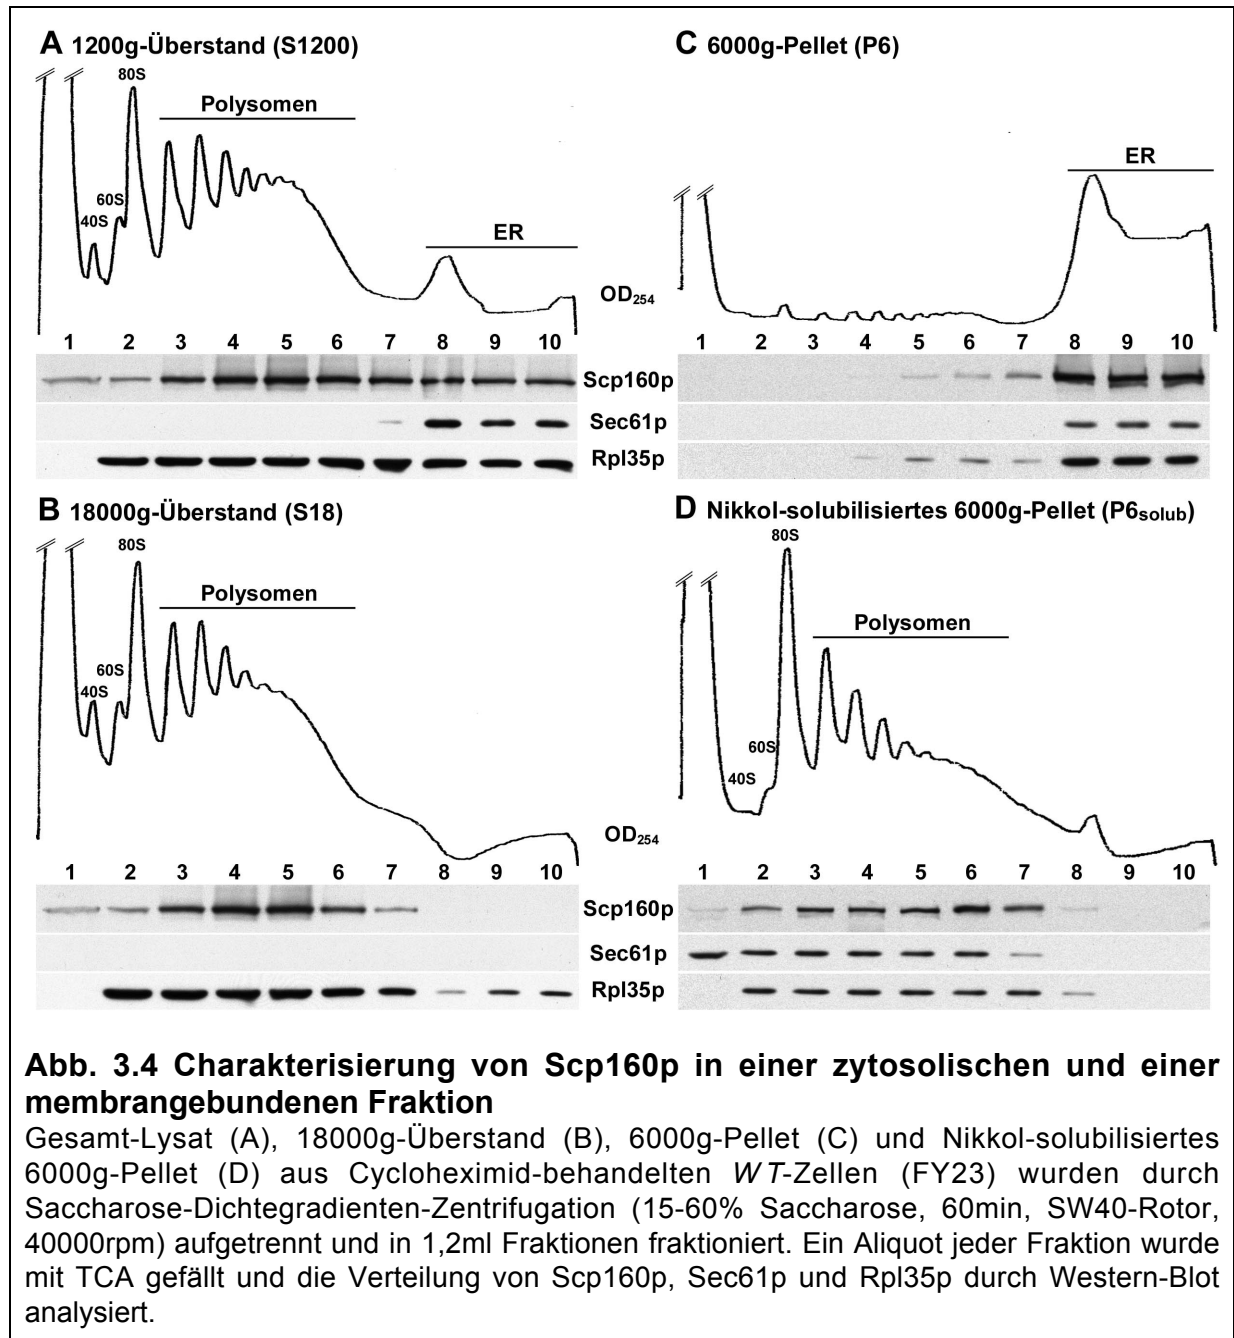 A 1200g-Überstand (S1200)
80S
Polysomen
60S
40S
ER
OD254
1 2 3 4 5 6 7 8 9 10
Scp160p
Sec61p
Rpl35p
C 6000g-Pellet (P6)
ER
1 2 3 4 5 6 7 8 9 10
B 18000g-Überstand (S18)
80S
Polysomen
60S
40S
OD254
1 2 3 4 5 6 7 8 9 10
Scp160p
Sec61p
Rpl35p
D Nikkol-solubilisiertes 6000g-Pellet (P6solub)
80S
Polysomen
60S
40S
1 2 3 4 5 6 7 8 9 10
Abb. 3.4 Charakterisierung von Scp160p in einer zytosolischen und einer
membrangebundenen Fraktion
Gesamt-Lysat (A), 18000g-Überstand (B), 6000g-Pellet (C) und Nikkol-solubilisiertes
6000g-Pellet (D) aus Cycloheximid-behandelten WT-Zellen (FY23) wurden durch
Saccharose-Dichtegradienten-Zentrifugation (15-60% Saccharose, 60min, SW40-Rotor,
40000rpm) aufgetrennt und in 1,2ml Fraktionen fraktioniert. Ein Aliquot jeder Fraktion wurde
mit TCA gefällt und die Verteilung von Scp160p, Sec61p und Rpl35p durch Western-Blot
analysiert.